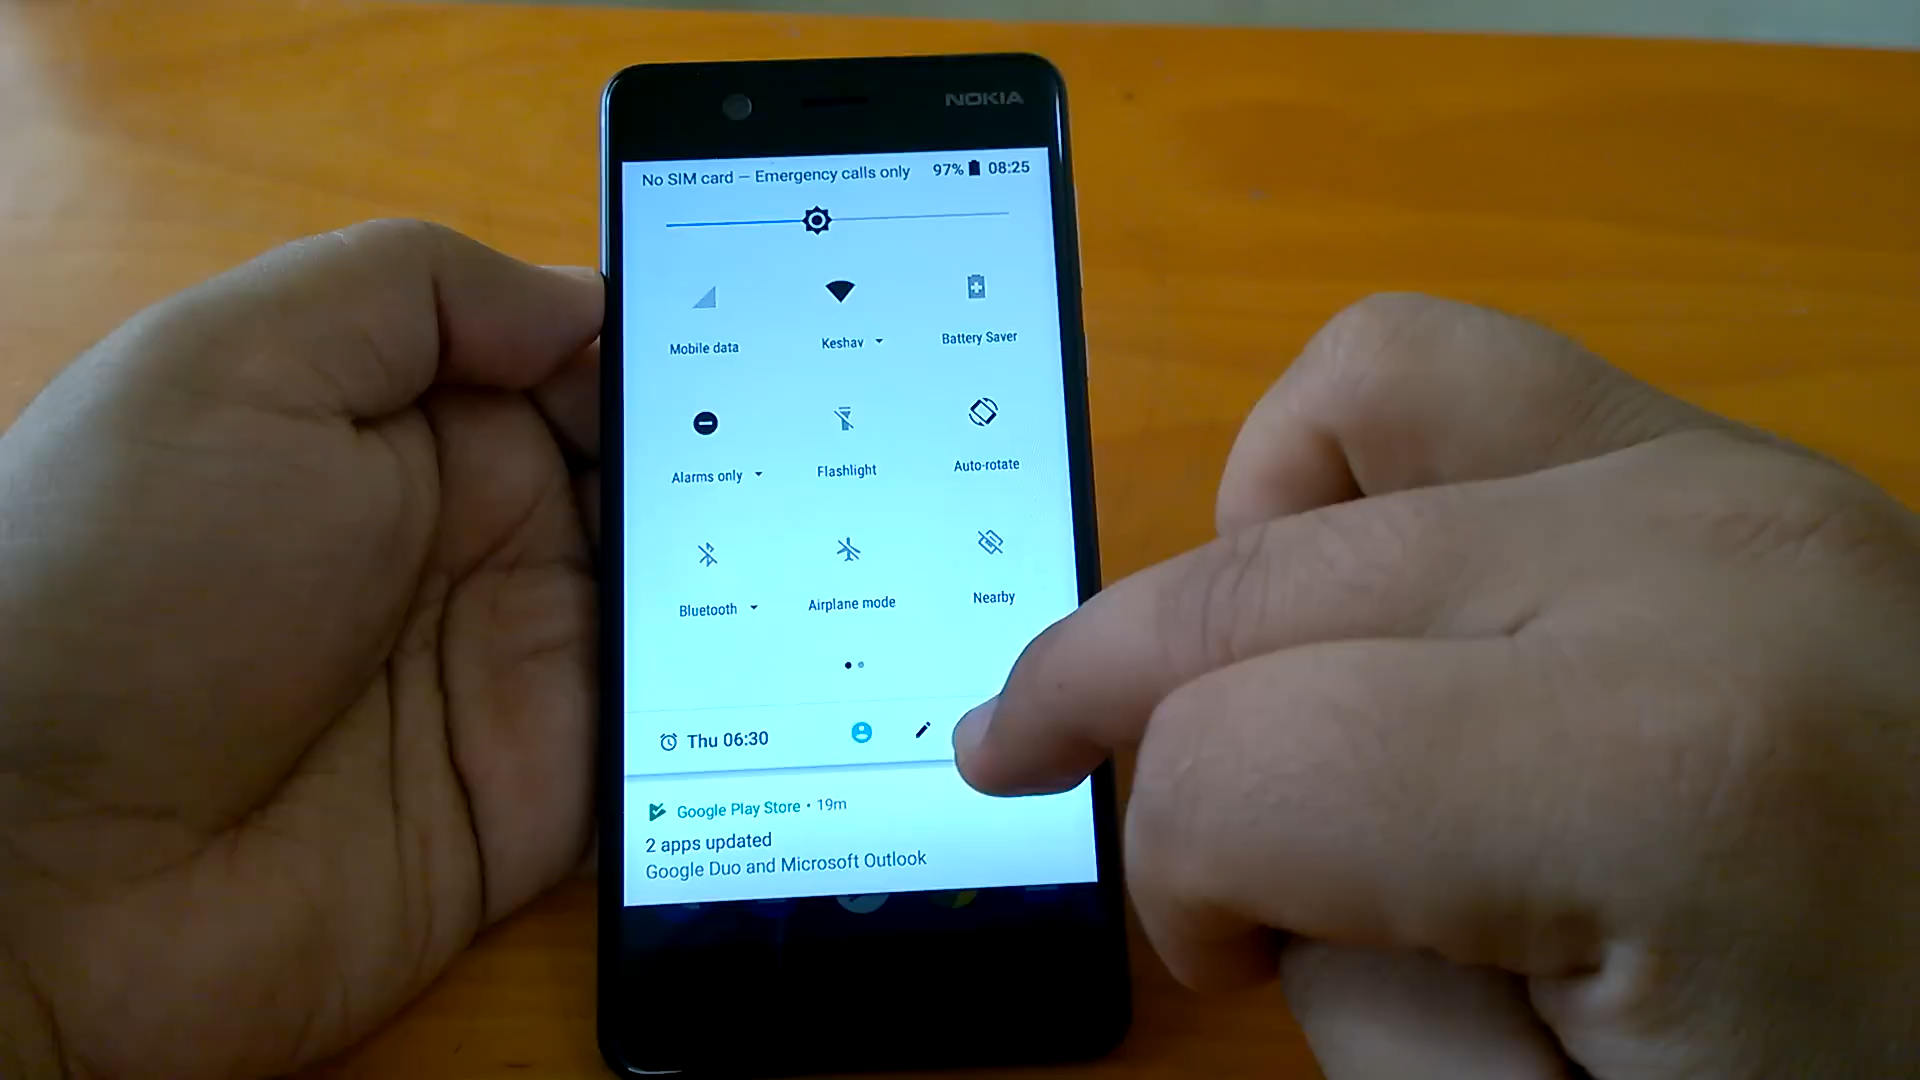 NOKIA
No SIM card — Emergency calls only 97% 08:25
Mobile data Keshav Battery Saver
Alarms only Flashlight Auto-rotate
Bluetooth Airplane mode Nearby
Thu 06:30
Google Play Store • 19m
2 apps updated
Google Duo and Microsoft Outlook